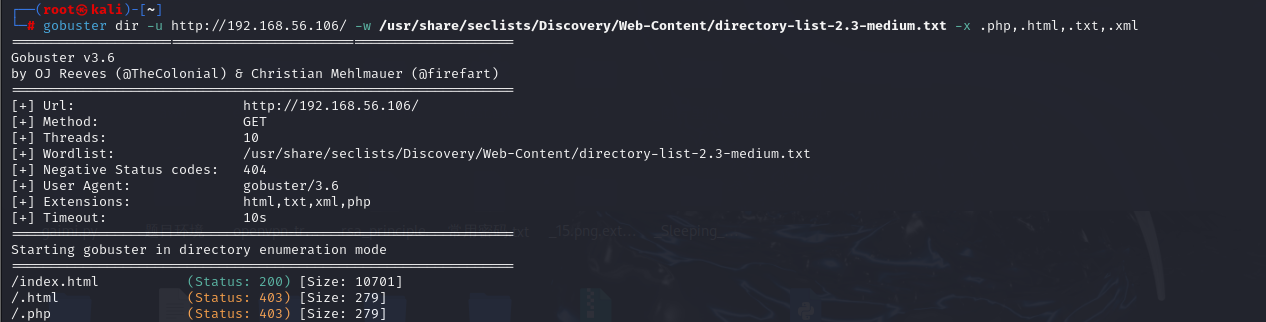 ┌──(root㉿kali)-[~]
└─# gobuster dir -u http://192.168.56.106/ -w /usr/share/seclists/Discovery/Web-Content/directory-list-2.3-medium.txt -x .php,.html,.txt,.xml
===============================================================
Gobuster v3.6
by OJ Reeves (@TheColonial) & Christian Mehlmauer (@firefart)
===============================================================
[+] Url:                     http://192.168.56.106/
[+] Method:                  GET
[+] Threads:                 10
[+] Wordlist:                /usr/share/seclists/Discovery/Web-Content/directory-list-2.3-medium.txt
[+] Negative Status codes:   404
[+] User Agent:              gobuster/3.6
[+] Extensions:              html,txt,xml,php
[+] Timeout:                 10s
===============================================================
Starting gobuster in directory enumeration mode
===============================================================
/index.html           (Status: 200) [Size: 10701]
/.html                (Status: 403) [Size: 279]
/.php                 (Status: 403) [Size: 279]